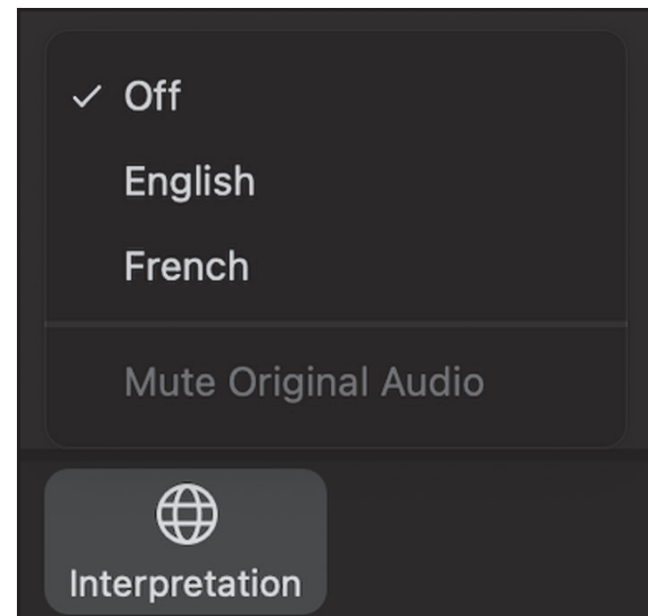 Off
English
French
Mute Original Audio
Interpretation